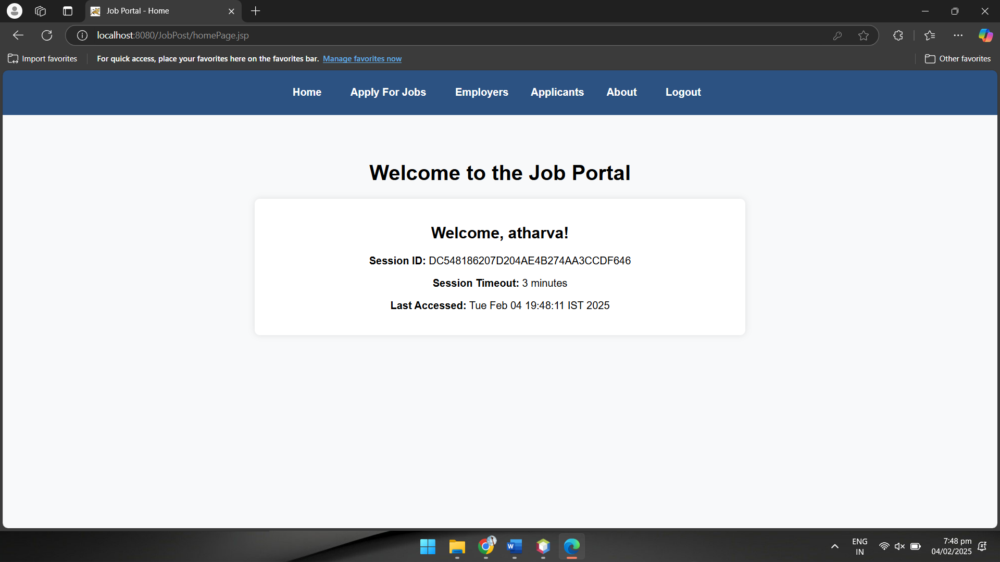 Job Portal - Home
localhost:8080/JobPost/homePage.jsp
Import favorites
For quick access, place your favorites here on the favorites bar. Manage favorites now
Other favorites
Home Apply For Jobs Employers Applicants About Logout
Welcome to the Job Portal
Welcome, atharva!
Session ID: DC548186207D204AE4B274AA3CCDF646
Session Timeout: 3 minutes
Last Accessed: Tue Feb 04 19:48:11 IST 2025
W
ENG
IN
7:48 pm
04/02/2025